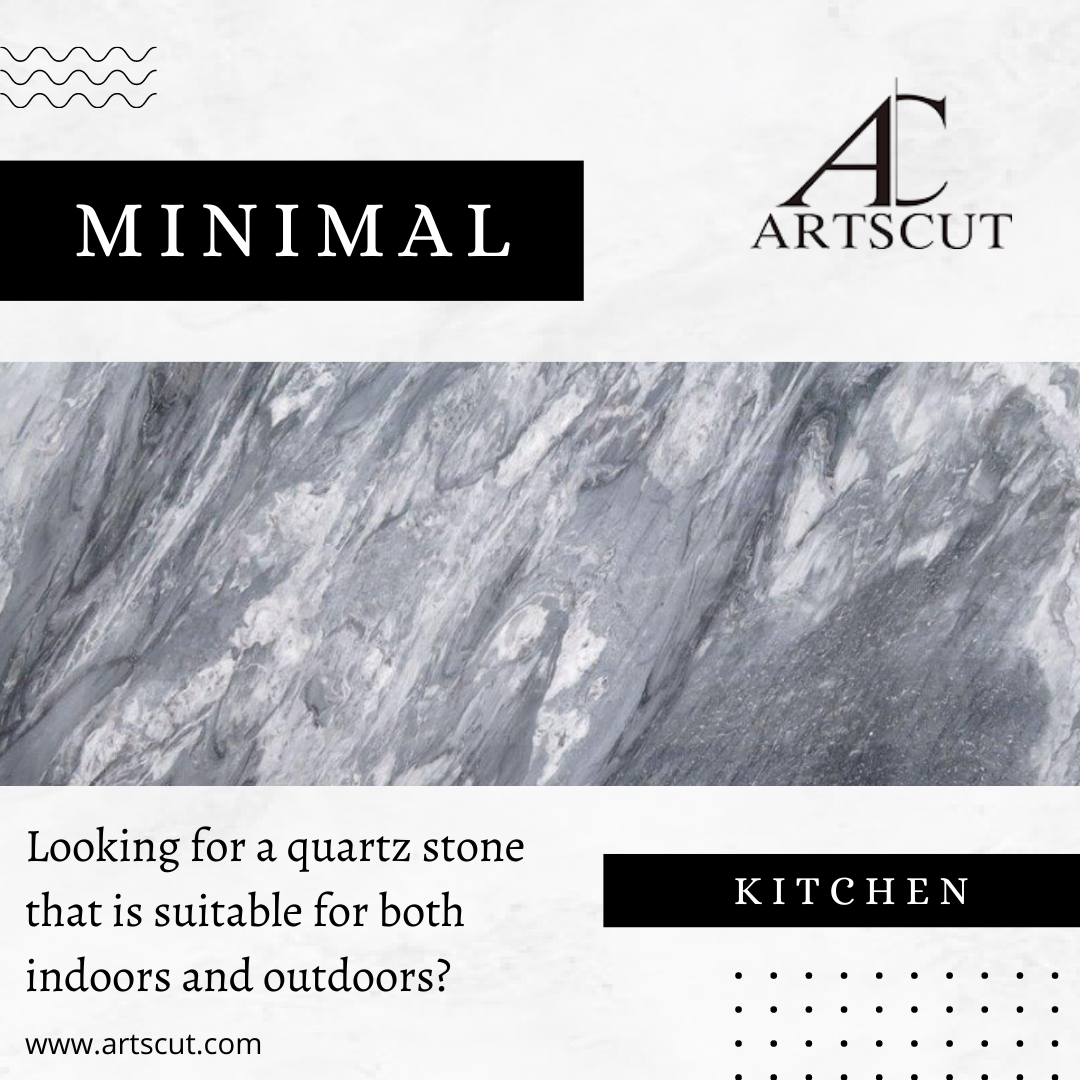 MINIMAL
AC
ARTSCUT
Looking for a quartz stone
that is suitable for both
indoors and outdoors?
www.artscut.com
KITCHEN